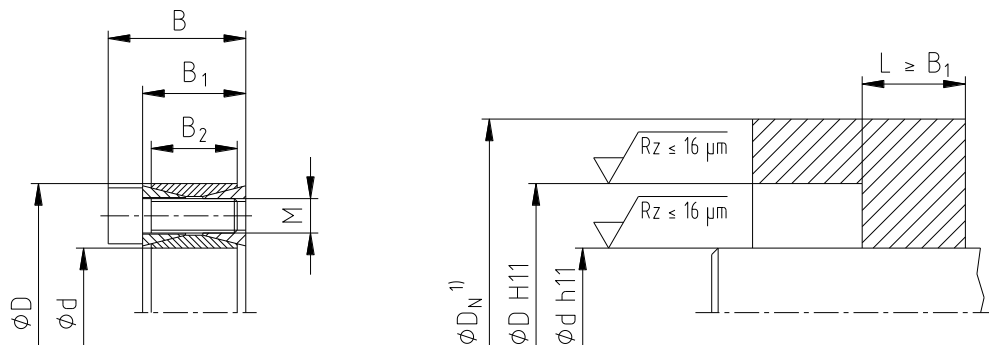 B
B1
B2
M
ØD
Ød
L ≥ B1
Rz ≤ 16 µm
Rz ≤ 16 µm
ØDN 1)
ØD H11
Ød h11